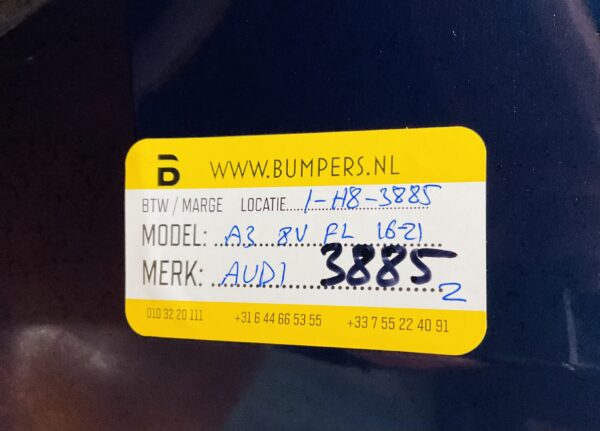 B WWW.BUMPERS.NL
BTW / MARGE LOCATIE 1-H8-3885
MODEL: A3 8V FL 16-21
MERK: AUDI 3885 2
010 32 20 111 +31 6 44 66 53 55 +33 7 55 22 40 91